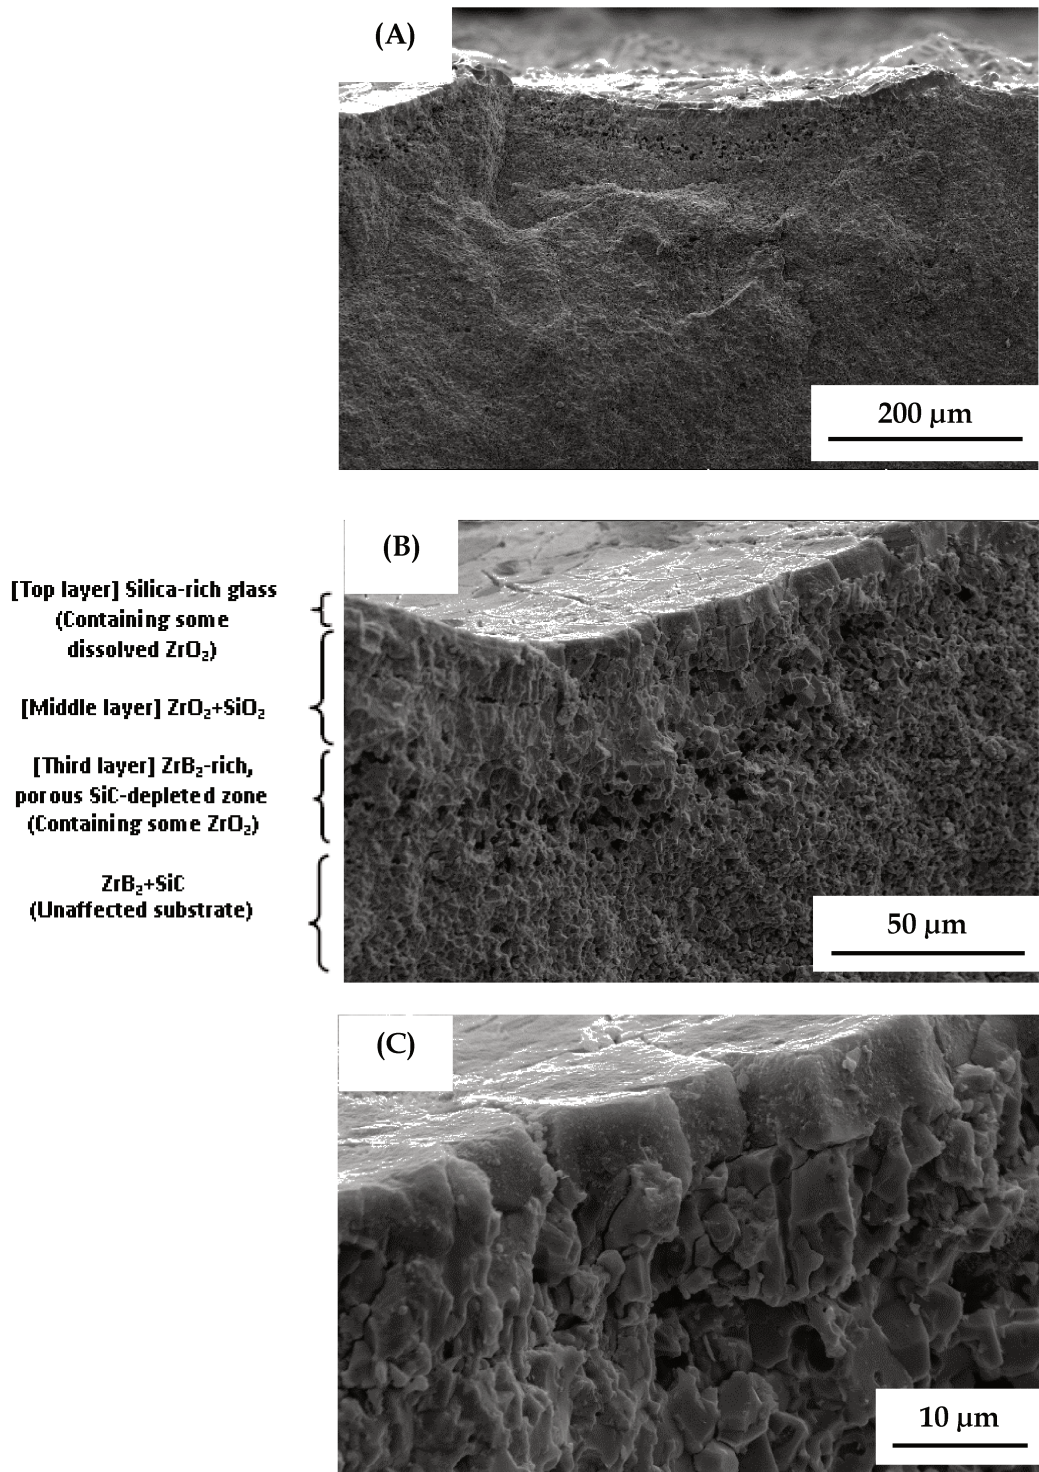 (A)
200 μm
(B)
[Top layer] Silica-rich glass
(Containing some
dissolved ZrO₂)
[Middle layer] ZrO₂+SiO₂
[Third layer] ZrB₂-rich,
porous SiC-depleted zone
(Containing some ZrO₂)
ZrB₂+SiC
(Unaffected substrate)
50 μm
(C)
10 μm